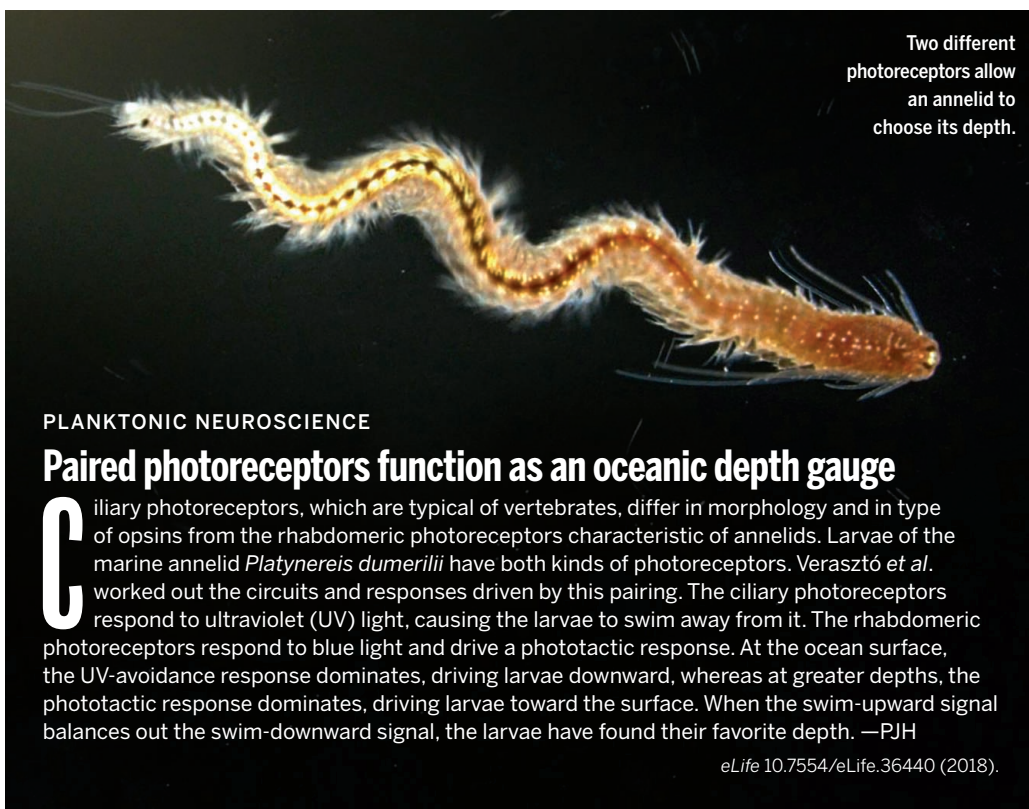 Two different
photoreceptors allow
an annelid to
choose its depth.
PLANKTONIC NEUROSCIENCE
Paired photoreceptors function as an oceanic depth gauge
Ciliary photoreceptors, which are typical of vertebrates, differ in morphology and in type
of opsins from the rhabdomeric photoreceptors characteristic of annelids. Larvae of the
marine annelid Platynereis dumerilii have both kinds of photoreceptors. Verasztó et al.
worked out the circuits and responses driven by this pairing. The ciliary photoreceptors
respond to ultraviolet (UV) light, causing the larvae to swim away from it. The rhabdomeric
photoreceptors respond to blue light and drive a phototactic response. At the ocean surface,
the UV-avoidance response dominates, driving larvae downward, whereas at greater depths, the
phototactic response dominates, driving larvae toward the surface. When the swim-upward signal
balances out the swim-downward signal, the larvae have found their favorite depth. —PJH
eLife 10.7554/eLife.36440 (2018).